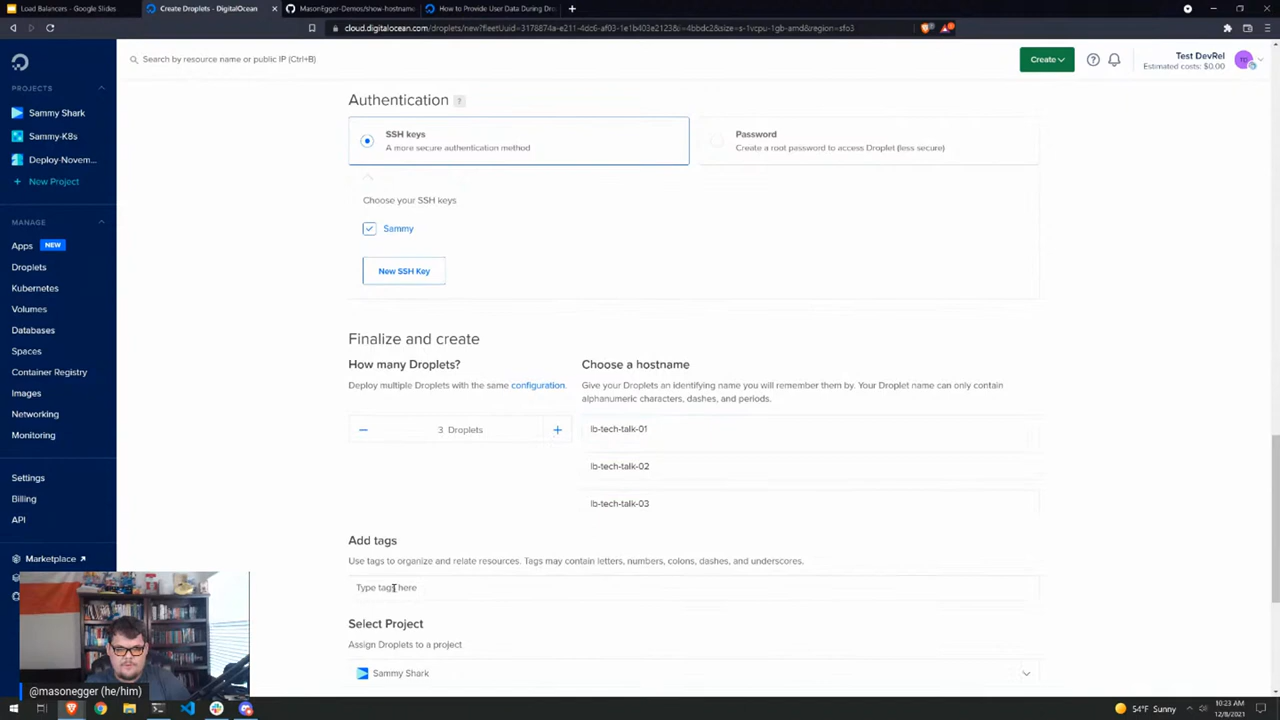 Load Balancers - Google Slides
Create Droplets - DigitalOcean
MasonEgger-Demos/show-hostname
How to Provide User Data During Dro
cloud.digitalocean.com/droplets/new?fleetUuid=3178874a-e211-4dc6-af03-1e1b403e2123&i=4bbdc2&size=s-1vcpu-1gb-amd&region=sfo3
Search by resource name or public IP (Ctrl+B)
Create
Test DevRel
Estimated costs: $0.00
PROJECTS
Sammy Shark
Sammy-K8s
Deploy-Novem...
+ New Project
MANAGE
Apps NEW
Droplets
Kubernetes
Volumes
Databases
Spaces
Container Registry
Images
Networking
Monitoring
Settings
Billing
API
Marketplace
Authentication ?
SSH keys
A more secure authentication method
Password
Create a root password to access Droplet (less secure)
Choose your SSH keys
Sammy
New SSH Key
Finalize and create
How many Droplets?
Deploy multiple Droplets with the same configuration.
3 Droplets
Choose a hostname
Give your Droplets an identifying name you will remember them by. Your Droplet name can only contain
alphanumeric characters, dashes, and periods.
lb-tech-talk-01
lb-tech-talk-02
lb-tech-talk-03
Add tags
Use tags to organize and relate resources. Tags may contain letters, numbers, colons, dashes, and underscores.
Type tags here
Select Project
Assign Droplets to a project
Sammy Shark
@masonegger (he/him)
54°F Sunny
10:23 AM
12/8/2021